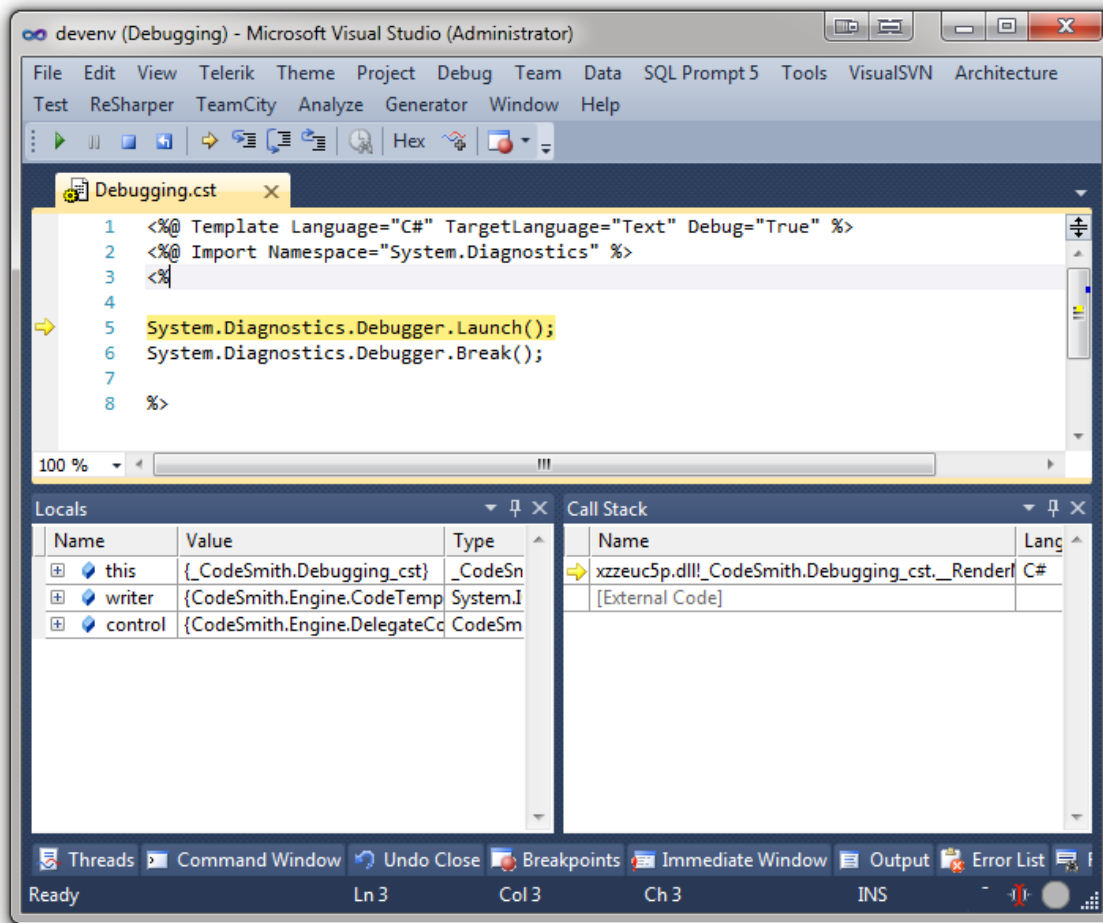 devenv (Debugging) - Microsoft Visual Studio (Administrator)
File Edit View Telerik Theme Project Debug Team Data SQL Prompt 5 Tools VisualSVN Architecture
Test ReSharper TeamCity Analyze Generator Window Help
Hex
Debugging.cst
1 <%@ Template Language="C#" TargetLanguage="Text" Debug="True" %>
2 <%@ Import Namespace="System.Diagnostics" %>
3 <%
4
5 System.Diagnostics.Debugger.Launch();
6 System.Diagnostics.Debugger.Break();
7
8 %>
100 %
Locals
Name Value Type
this {_CodeSmith.Debugging_cst} _CodeSn
writer {CodeSmith.Engine.CodeTemp System.I
control {CodeSmith.Engine.DelegateCo CodeSm
Call Stack
Name Lang
xzzeuc5p.dll!_CodeSmith.Debugging_cst.__Render C#
[External Code]
Threads Command Window Undo Close Breakpoints Immediate Window Output Error List
Ready Ln 3 Col 3 Ch 3 INS